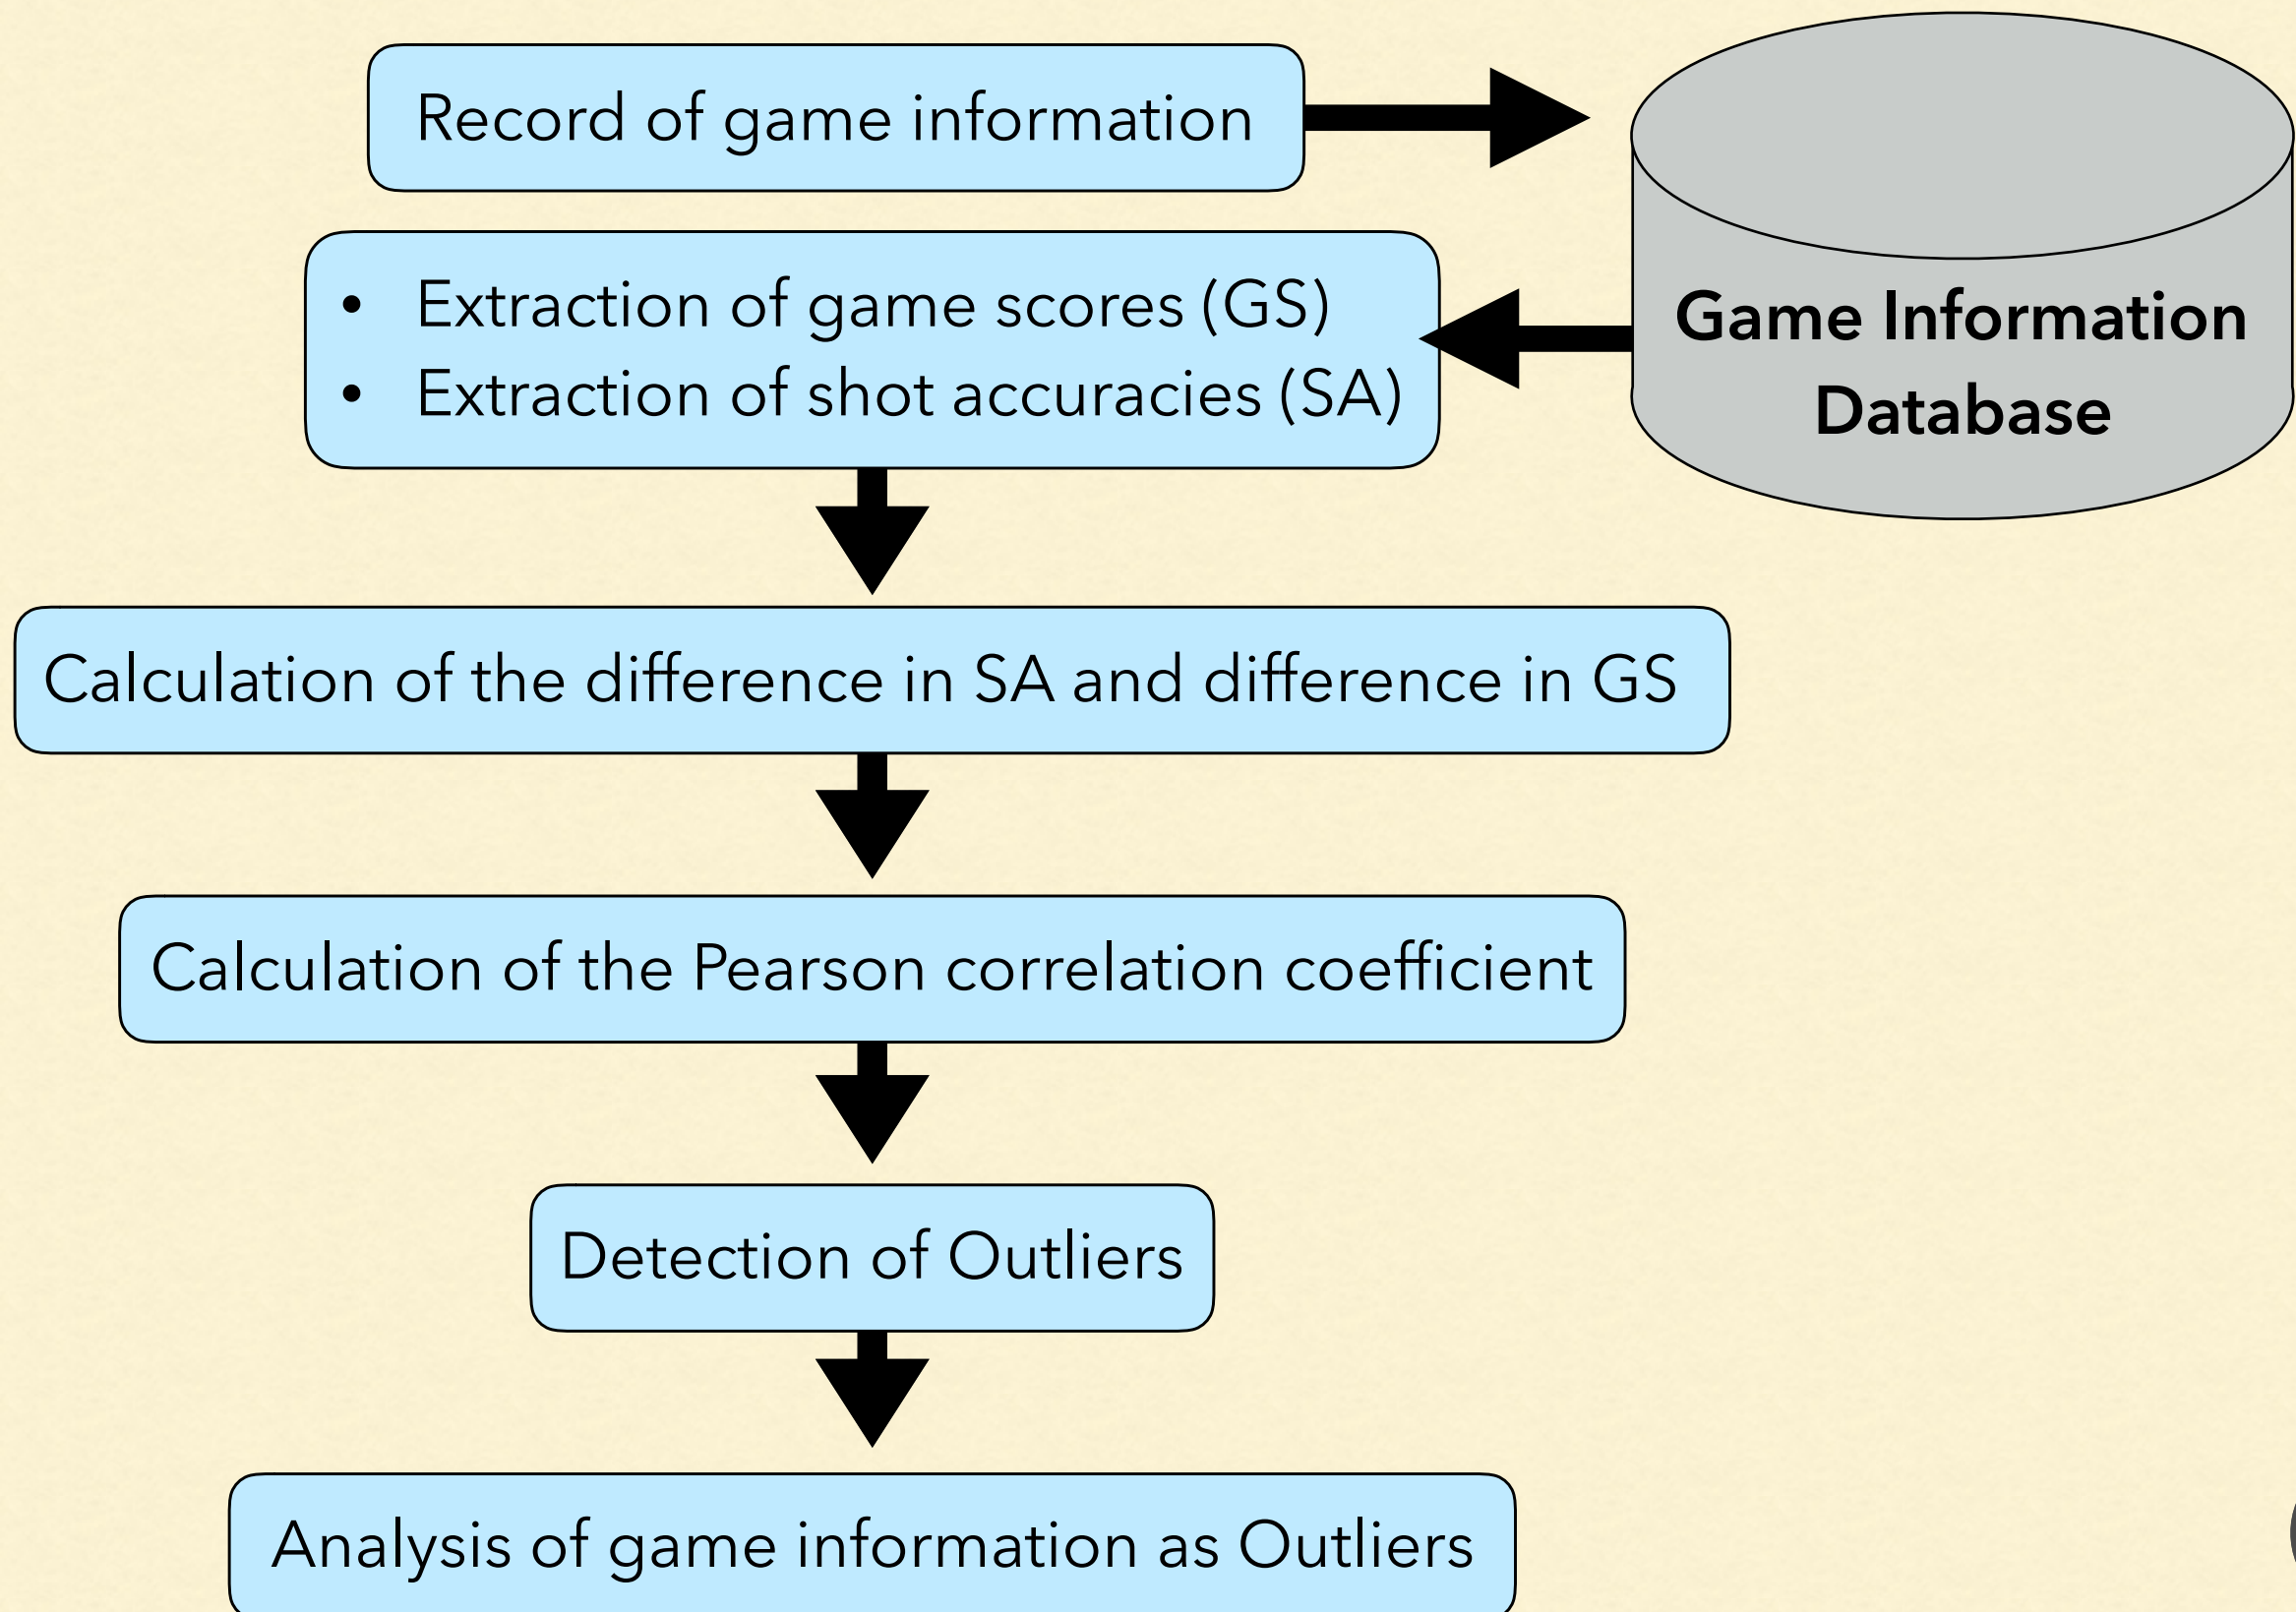 Record of game information
• Extraction of game scores (GS)
• Extraction of shot accuracies (SA)
Game Information
Database
Calculation of the difference in SA and difference in GS
Calculation of the Pearson correlation coefficient
Detection of Outliers
Analysis of game information as Outliers